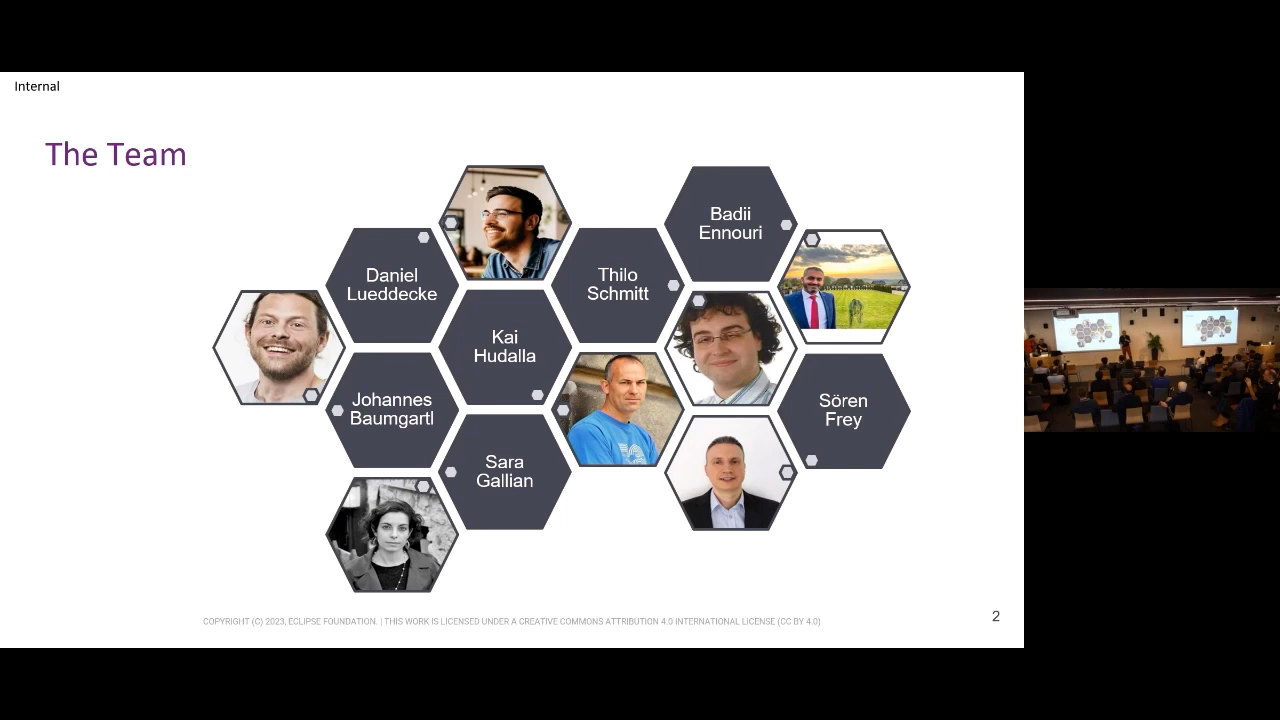 Internal
The Team
Badii
Ennouri
Daniel
Lueddecke
Thilo
Schmitt
Kai
Hudalla
Johannes
Baumgartl
Sören
Frey
Sara
Gallian
COPYRIGHT (C) 2023, ECLIPSE FOUNDATION. | THIS WORK IS LICENSED UNDER A CREATIVE COMMONS ATTRIBUTION 4.0 INTERNATIONAL LICENSE (CC BY 4.0)
2